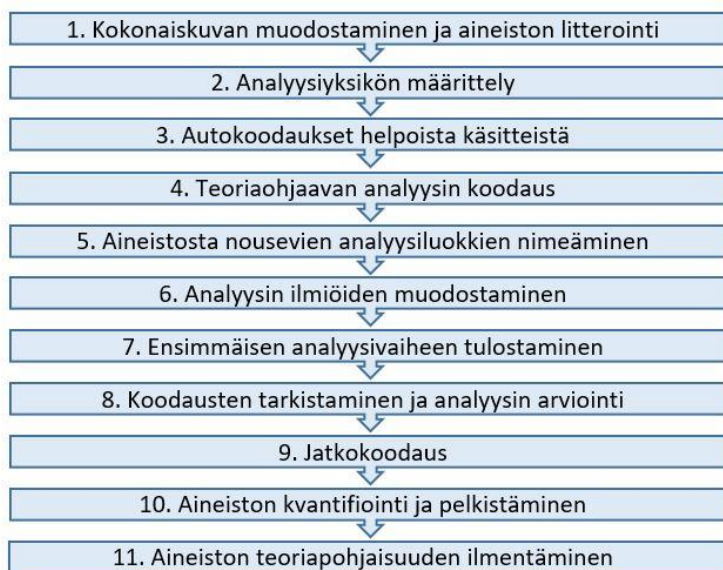 1. Kokonaiskuvan muodostaminen ja aineiston litterointi
2. Analyysiyksikön määrittely
3. Autokoodaukset helpoista käsitteistä
4. Teoriaohjaavan analyysin koodaus
5. Aineistosta nousevien analyysiluokkien nimeäminen
6. Analyysin ilmiöiden muodostaminen
7. Ensimmäisen analyysivaiheen tulostaminen
8. Koodausten tarkistaminen ja analyysin arviointi
9. Jatkokoodaus
10. Aineiston kvantifiointi ja pelkistäminen
11. Aineiston teoriapohjaisuuden ilmentäminen